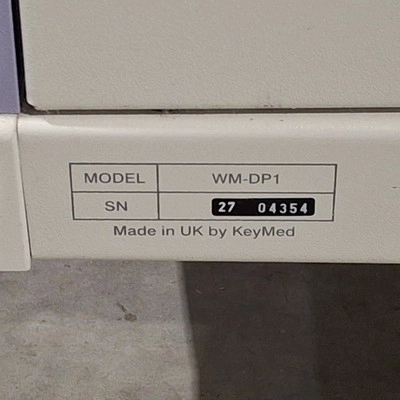 MODEL WM-DP1
SN 27 04354
Made in UK by KeyMed